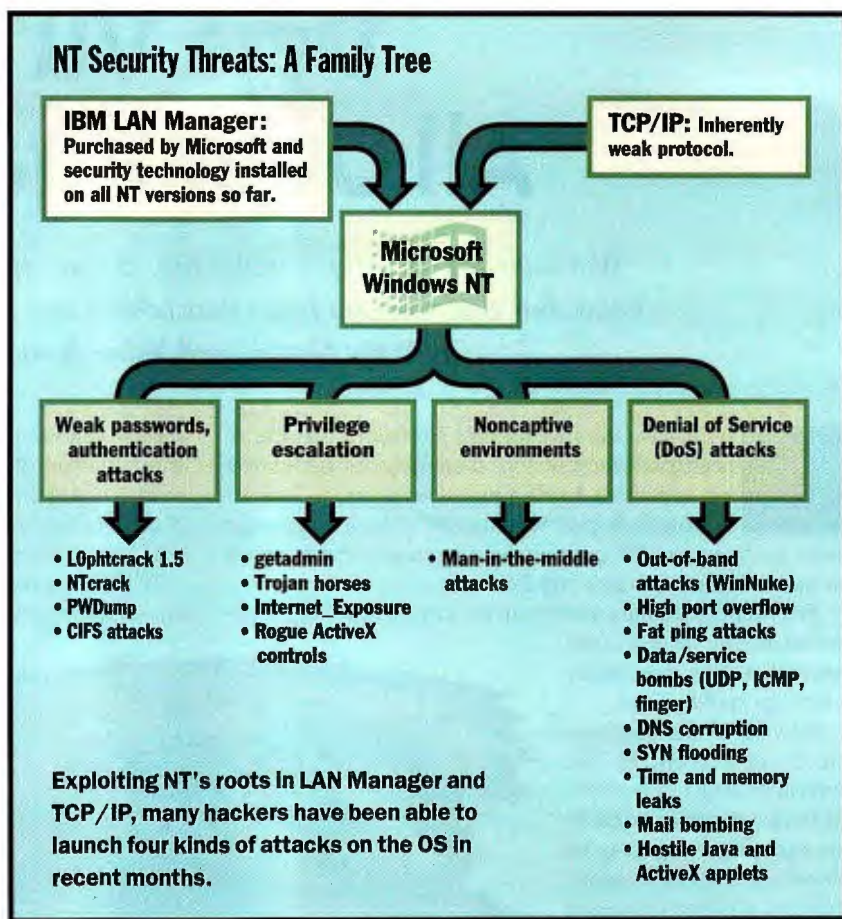 NT Security Threats: A Family Tree
IBM LAN Manager:
Purchased by Microsoft and
security technology installed
on all NT versions so far.
TCP/IP: Inherently
weak protocol.
Microsoft
Windows NT
Weak passwords,
authentication
attacks
• L0phtcrack 1.5
• NTcrack
• PWDump
• CIFS attacks
Privilege
escalation
• getadmin
• Trojan horses
• Internet_Exposure
• Rogue ActiveX
controls
Noncaptive
environments
• Man-in-the-middle
attacks
Denial of Service
(DoS) attacks
• Out-of-band
attacks (WinNuke)
• High port overflow
• Fat ping attacks
• Data/service
bombs (UDP, ICMP,
finger)
• DNS corruption
• SYN flooding
• Time and memory
leaks
• Mail bombing
• Hostile Java and
ActiveX applets
Exploiting NT's roots in LAN Manager and
TCP/IP, many hackers have been able to
launch four kinds of attacks on the OS in
recent months.